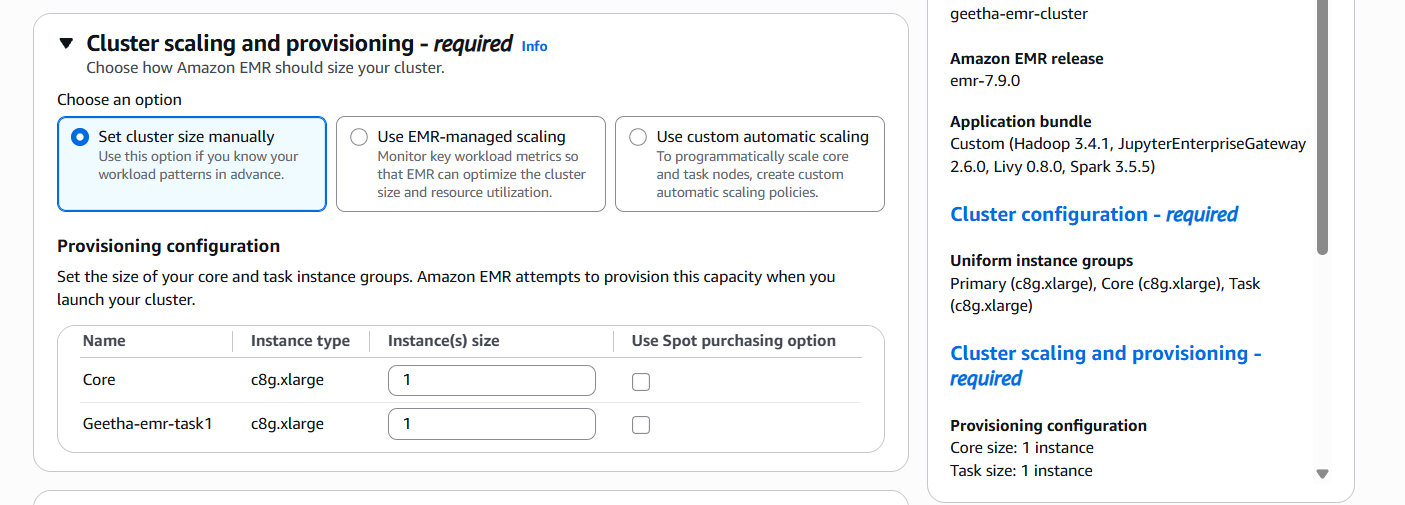 Cluster scaling and provisioning - required Info
Choose how Amazon EMR should size your cluster.
Choose an option
Set cluster size manually
Use this option if you know your
workload patterns in advance.
Use EMR-managed scaling
Monitor key workload metrics so
that EMR can optimize the cluster
size and resource utilization.
Use custom automatic scaling
To programmatically scale core
and task nodes, create custom
automatic scaling policies.
Provisioning configuration
Set the size of your core and task instance groups. Amazon EMR attempts to provision this capacity when you
launch your cluster.
Name Instance type Instance(s) size Use Spot purchasing option
Core c8g.xlarge 1
Geetha-emr-task1 c8g.xlarge 1
geetha-emr-cluster
Amazon EMR release
emr-7.9.0
Application bundle
Custom (Hadoop 3.4.1, JupyterEnterpriseGateway
2.6.0, Livy 0.8.0, Spark 3.5.5)
Cluster configuration - required
Uniform instance groups
Primary (c8g.xlarge), Core (c8g.xlarge), Task
(c8g.xlarge)
Cluster scaling and provisioning -
required
Provisioning configuration
Core size: 1 instance
Task size: 1 instance